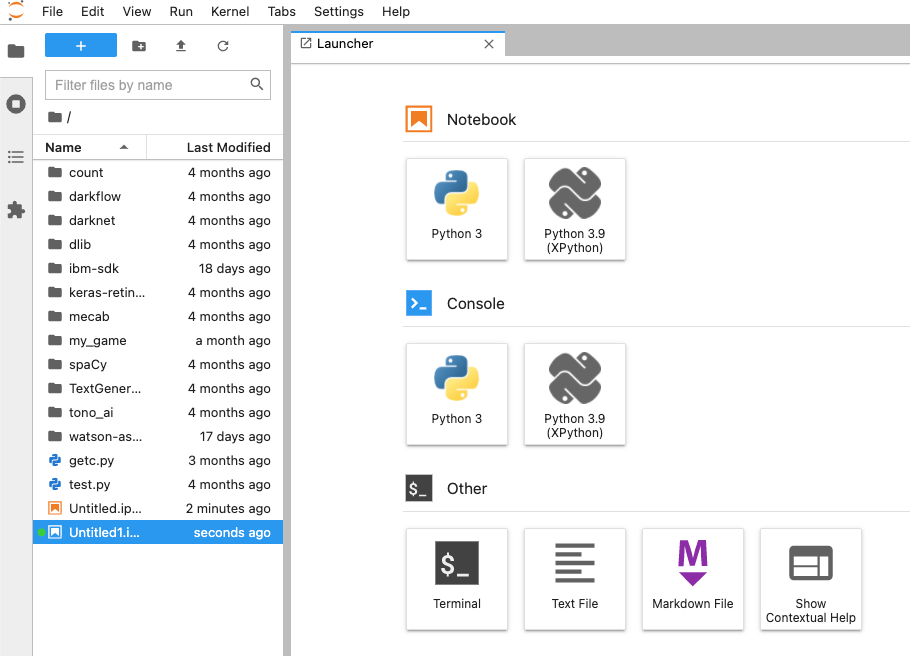 File Edit View Run Kernel Tabs Settings Help
+
Launcher
Filter files by name
/
Name Last Modified
count 4 months ago
darkflow 4 months ago
darknet 4 months ago
dlib 4 months ago
ibm-sdk 18 days ago
keras-retin... 4 months ago
mecab 4 months ago
my_game a month ago
spaCy 4 months ago
TextGener... 4 months ago
tono_ai 4 months ago
watson-as... 17 days ago
getc.py 3 months ago
test.py 4 months ago
Untitled.ip... 2 minutes ago
Untitled1.i... seconds ago
Notebook
Python 3
Python 3.9
(XPython)
>_ Console
Python 3
Python 3.9
(XPython)
$_ Other
$_
Terminal
Text File
M
Markdown File
Show
Contextual Help